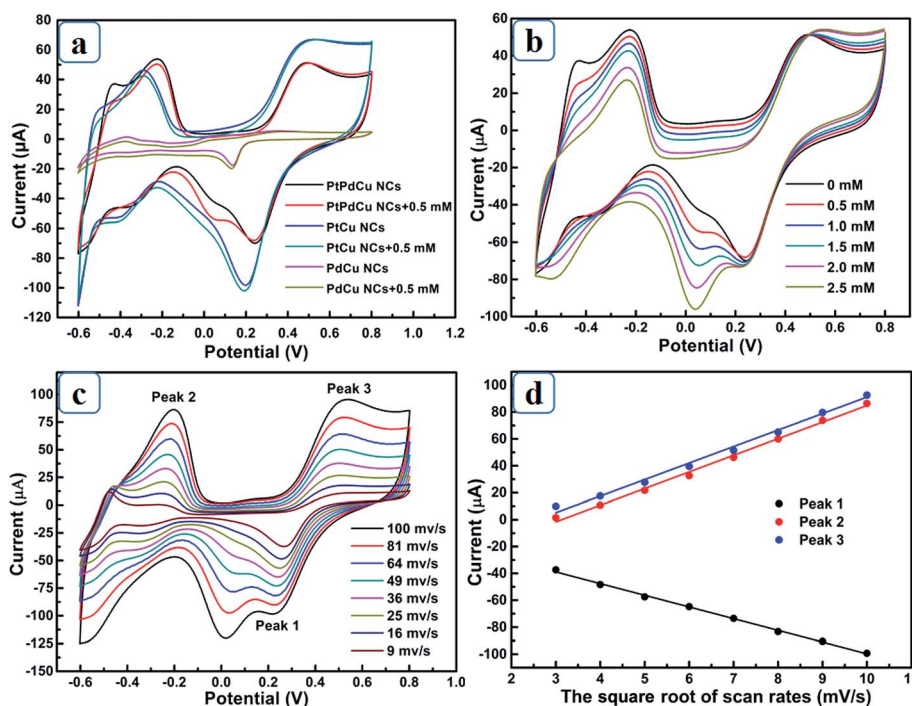 a
60
40
20
0
-20
-40
-60
-80
-100
-120
Current (μA)
PtPdCu NCs
PtPdCu NCs+0.5 mM
PtCu NCs
PtCu NCs+0.5 mM
PdCu NCs
PdCu NCs+0.5 mM
-0.6 -0.4 -0.2 0.0 0.2 0.4 0.6 0.8 1.0 1.2
Potential (V)
b
60
40
20
0
-20
-40
-60
-80
-100
Current (μA)
0 mM
0.5 mM
1.0 mM
1.5 mM
2.0 mM
2.5 mM
-0.6 -0.4 -0.2 0.0 0.2 0.4 0.6 0.8
Potential (V)
c
100
75
50
25
0
-25
-50
-75
-100
-125
-150
Current (μA)
Peak 2
Peak 3
Peak 1
100 mv/s
81 mv/s
64 mv/s
49 mv/s
36 mv/s
25 mv/s
16 mv/s
9 mv/s
-0.6 -0.4 -0.2 0.0 0.2 0.4 0.6 0.8 1.0
Potential (V)
d
100
80
60
40
20
0
-20
-40
-60
-80
-100
Current (μA)
Peak 1
Peak 2
Peak 3
2 3 4 5 6 7 8 9 10
The square root of scan rates (mV/s)